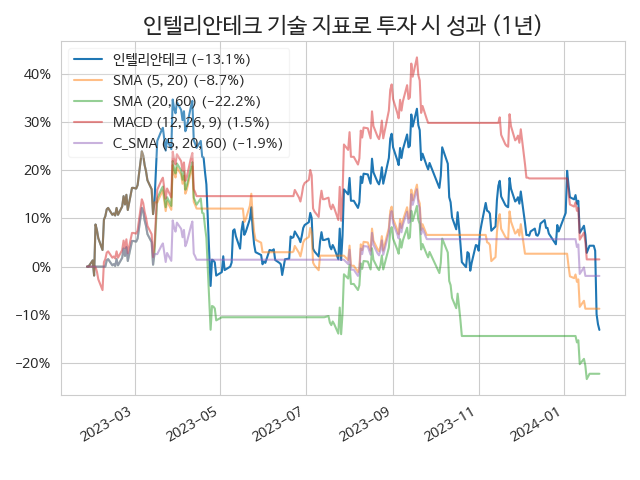 인텔리안테크 기술 지표로 투자 시 성과 (1년)
인텔리안테크 (−13.1%)
SMA (5, 20) (−8.7%)
SMA (20, 60) (−22.2%)
MACD (12, 26, 9) (1.5%)
C_SMA (5, 20, 60) (−1.9%)
40%
30%
20%
10%
0%
−10%
−20%
2023−03
2023−05
2023−07
2023−09
2023−11
2024−01